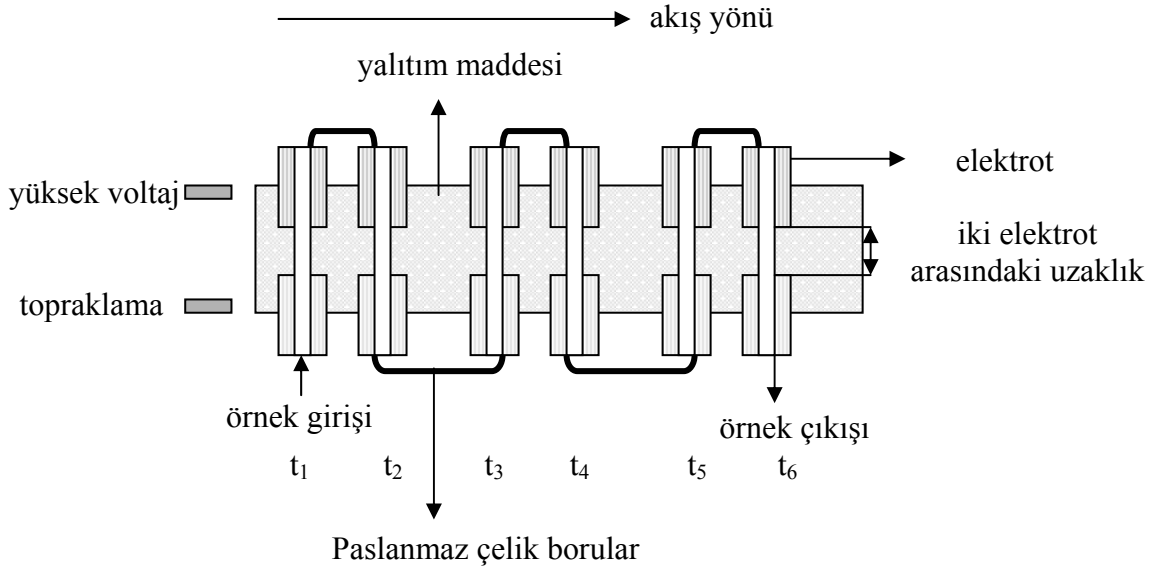 akış yönü
yalıtım maddesi
elektrot
yüksek voltaj
iki elektrot
arasındaki uzaklık
topraklama
örnek girişi
örnek çıkışı
t₁ t₂ t₃ t₄ t₅ t₆
Paslanmaz çelik borular